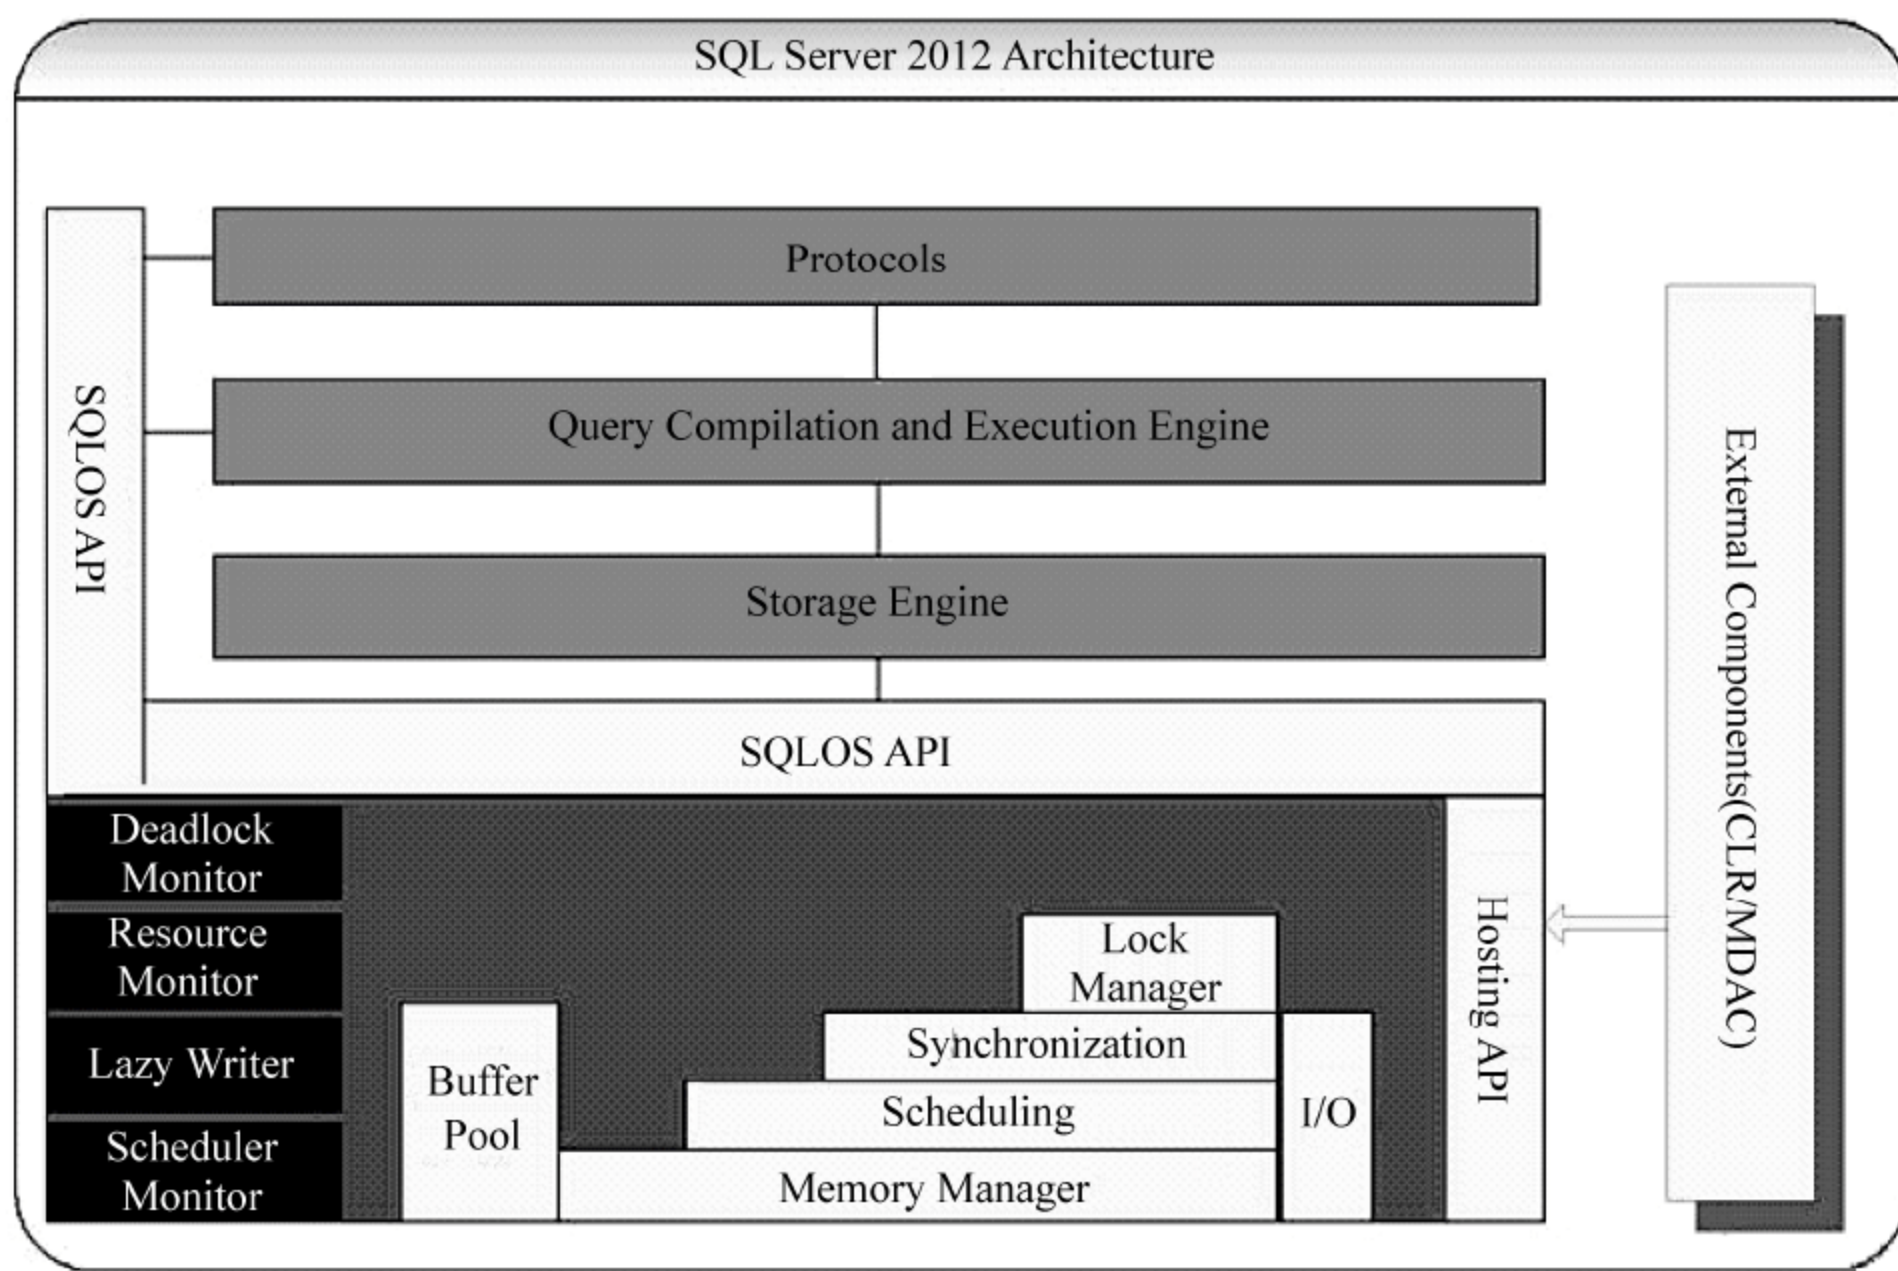 SQL Server 2012 Architecture
Protocols
Query Compilation and Execution Engine
Storage Engine
SQLOS API
SQLOS API
Deadlock
Monitor
Resource
Monitor
Lazy Writer
Scheduler
Monitor
Buffer
Pool
Lock
Manager
Synchronization
Scheduling
Memory Manager
I/O
Hosting API
External Components(CLR/MDAC)